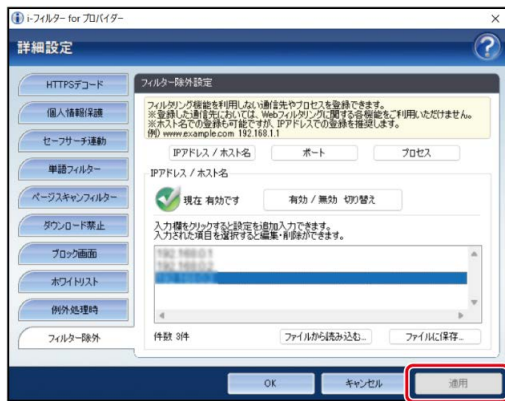 i-フィルター for プロバイダー
詳細設定
HTTPSデコード
個人情報保護
セーフサーチ連動
単語フィルター
ページスキャンフィルター
ダウンロード禁止
ブロック画面
ホワイトリスト
例外処理時
フィルター除外
フィルター除外設定
フィルタリング機能を利用しない通信先やプロセスを登録できます。
※登録した通信先においては、Webフィルタリングに関する各機能をご利用いただけません。
※ホスト名での登録も可能ですが、IPアドレスでの登録を推奨します。
例) www.example.com 192.168.1.1
IPアドレス / ホスト名
ポート
プロセス
IPアドレス / ホスト名
現在 有効です
有効 / 無効 切り替え
入力欄をクリックすると設定を追加入力できます。
入力された項目を選択すると編集・削除ができます。
件数 3件
ファイルから読み込む...
ファイルに保存...
OK
キャンセル
適用